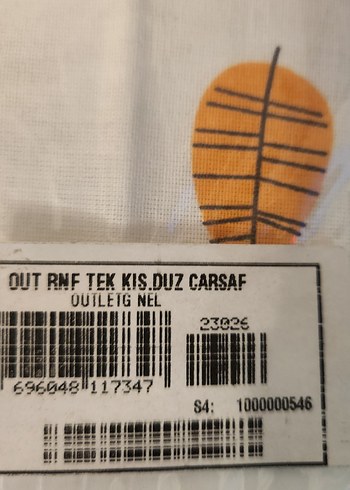 OUT RNF TEK KIS.DUZ CARSAF
OUTLETG NEL
23026
696048 117347
S4: 1000000546